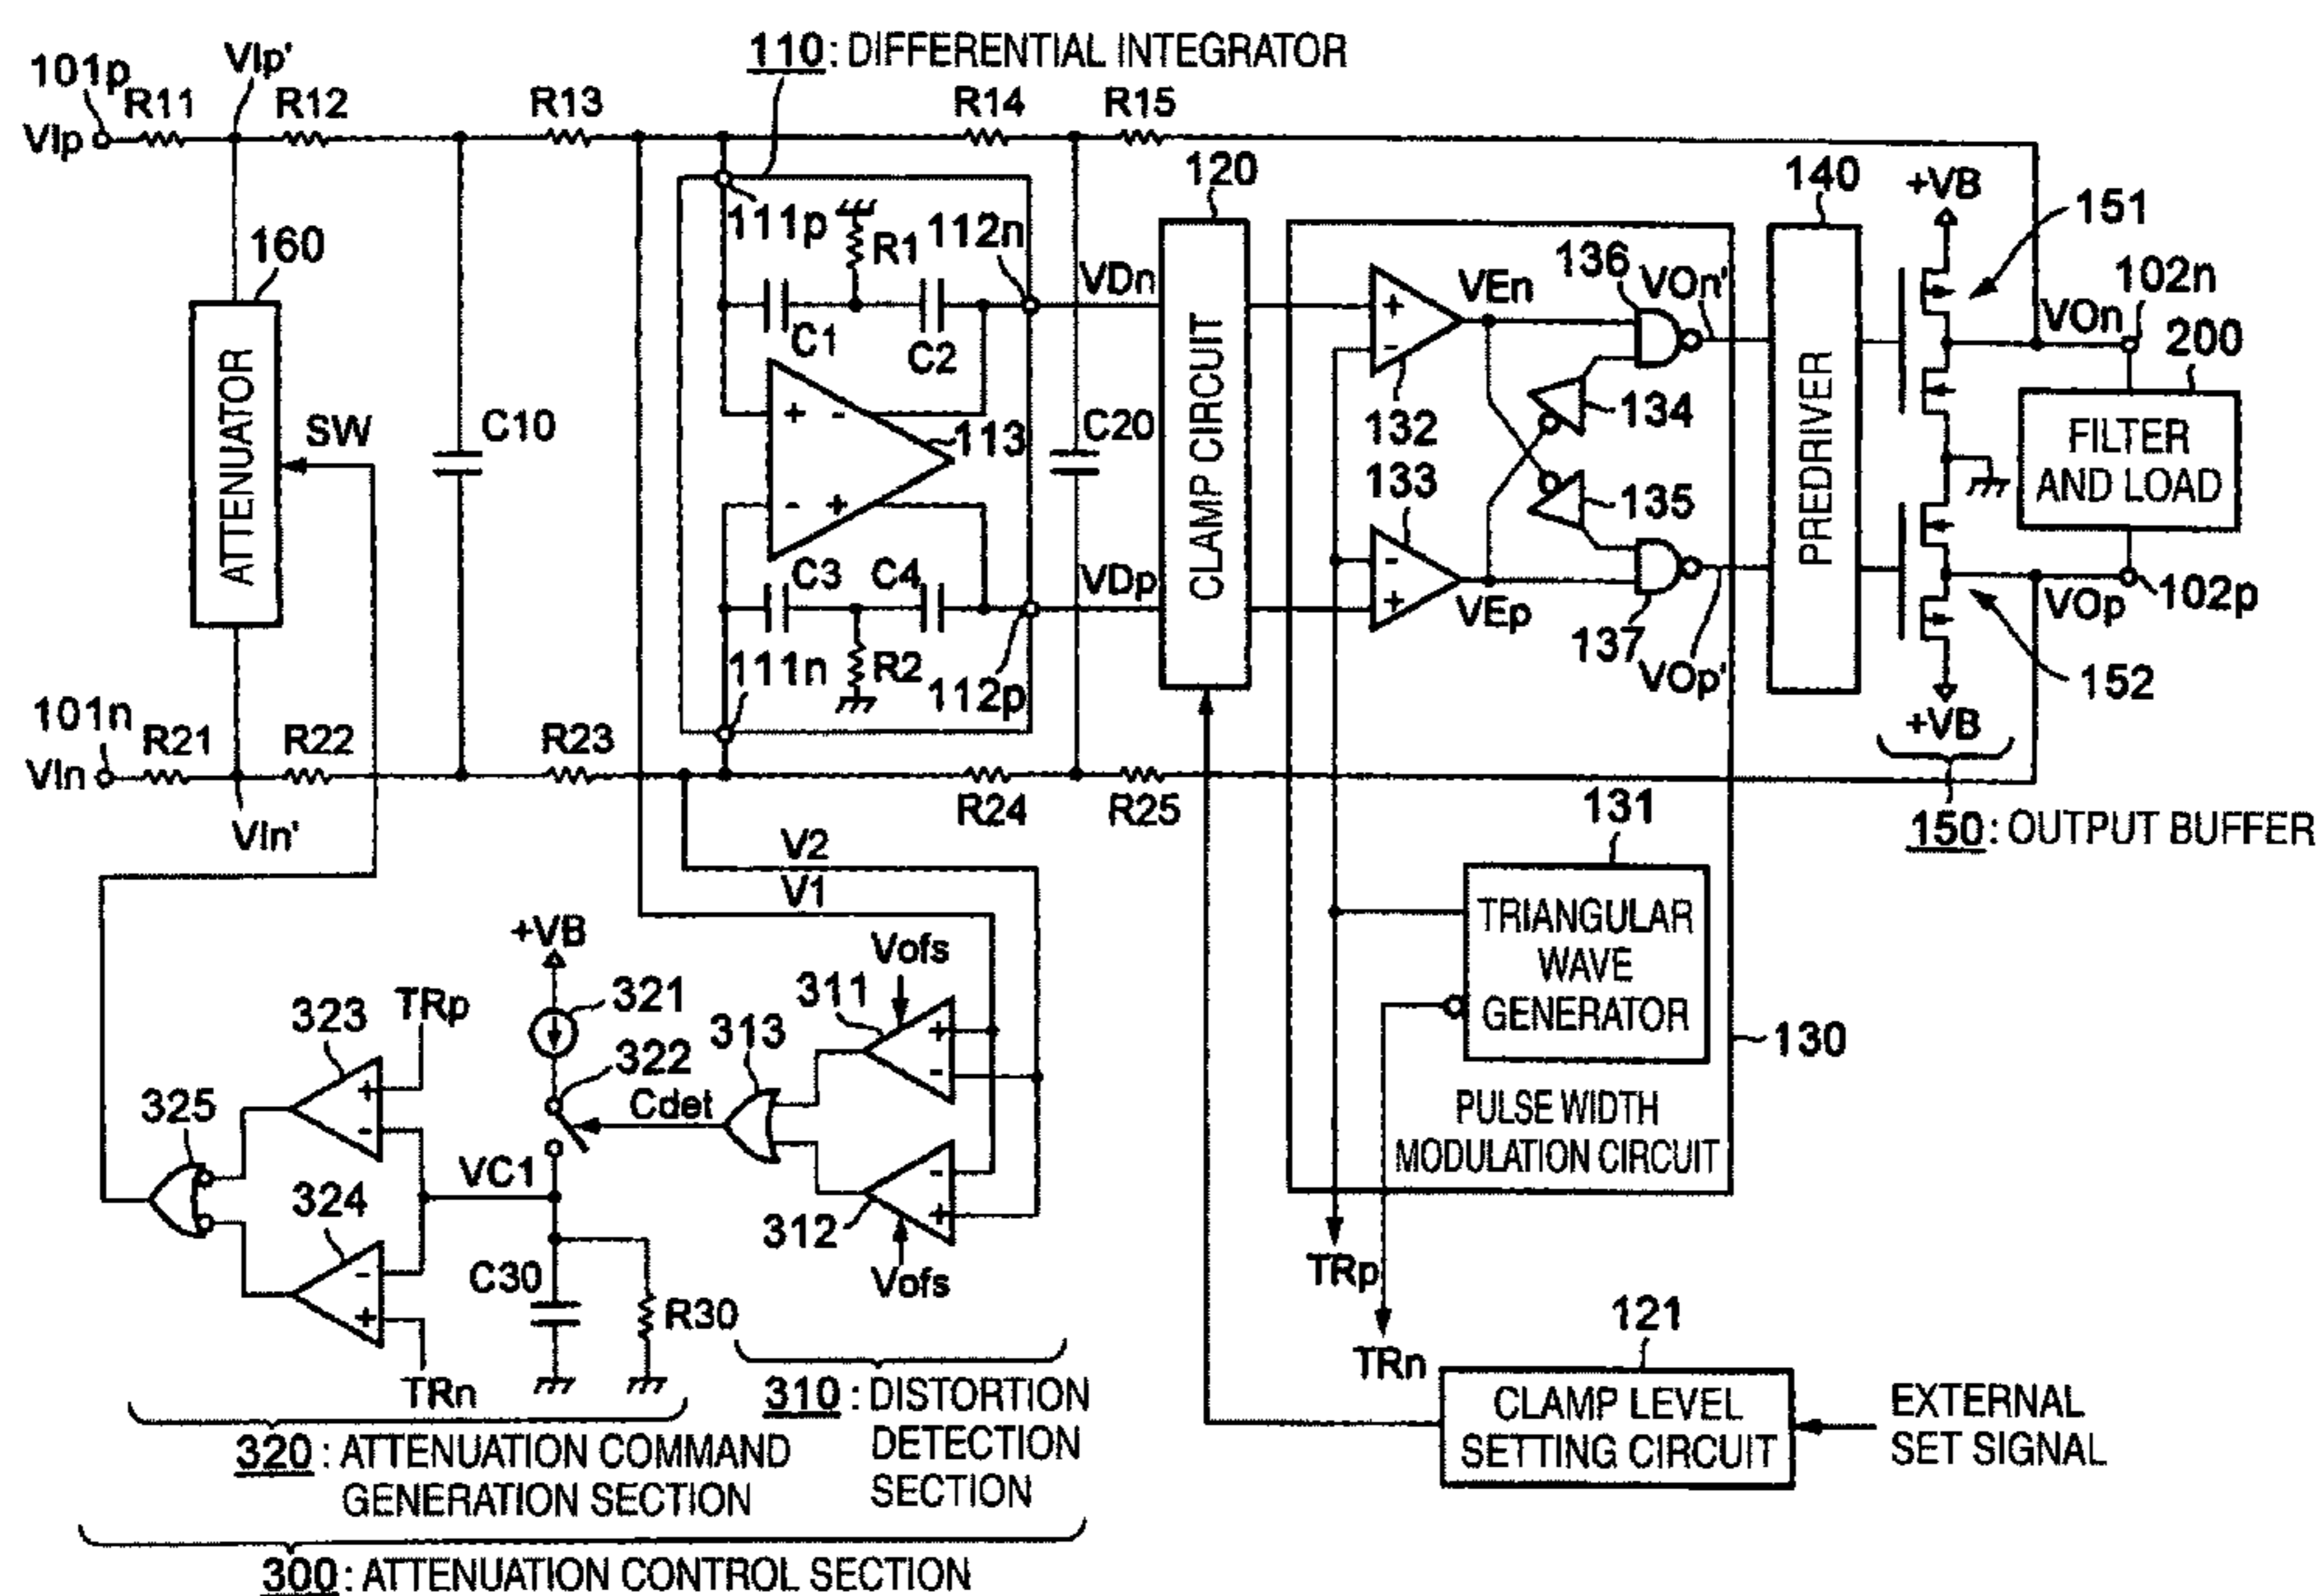 110 : DIFFERENTIAL INTEGRATOR
101p
VIp'
R11
R12
R13
R14
R15
VIp
120
140
+VB
151
160
111p
R1
112n
VDn
136
VEn
VOn'
102n
VOn
200
C1
C2
ATTENUATOR
SW
C10
+
-
113
C20
CLAMP CIRCUIT
+
-
132
134
PREDRIVER
FILTER
AND LOAD
133
135
-
+
C3
C4
VDp
-
+
VEp
137
VOp'
VOp
102p
111n
R2
112p
152
+VB
101n
R21
R22
R23
VIn
VIn'
R24
R25
131
150 : OUTPUT BUFFER
V2
V1
TRIANGULAR
WAVE
GENERATOR
+VB
Vofs
321
311
323
TRp
322
313
+
-
130
325
+
-
Cdet
PULSE WIDTH
MODULATION CIRCUIT
VC1
324
312
-
+
C30
R30
Vofs
-
+
TRp
TRn
121
TRn
310 : DISTORTION
DETECTION
SECTION
CLAMP LEVEL
SETTING CIRCUIT
EXTERNAL
SET SIGNAL
320 : ATTENUATION COMMAND
GENERATION SECTION
300 : ATTENUATION CONTROL SECTION